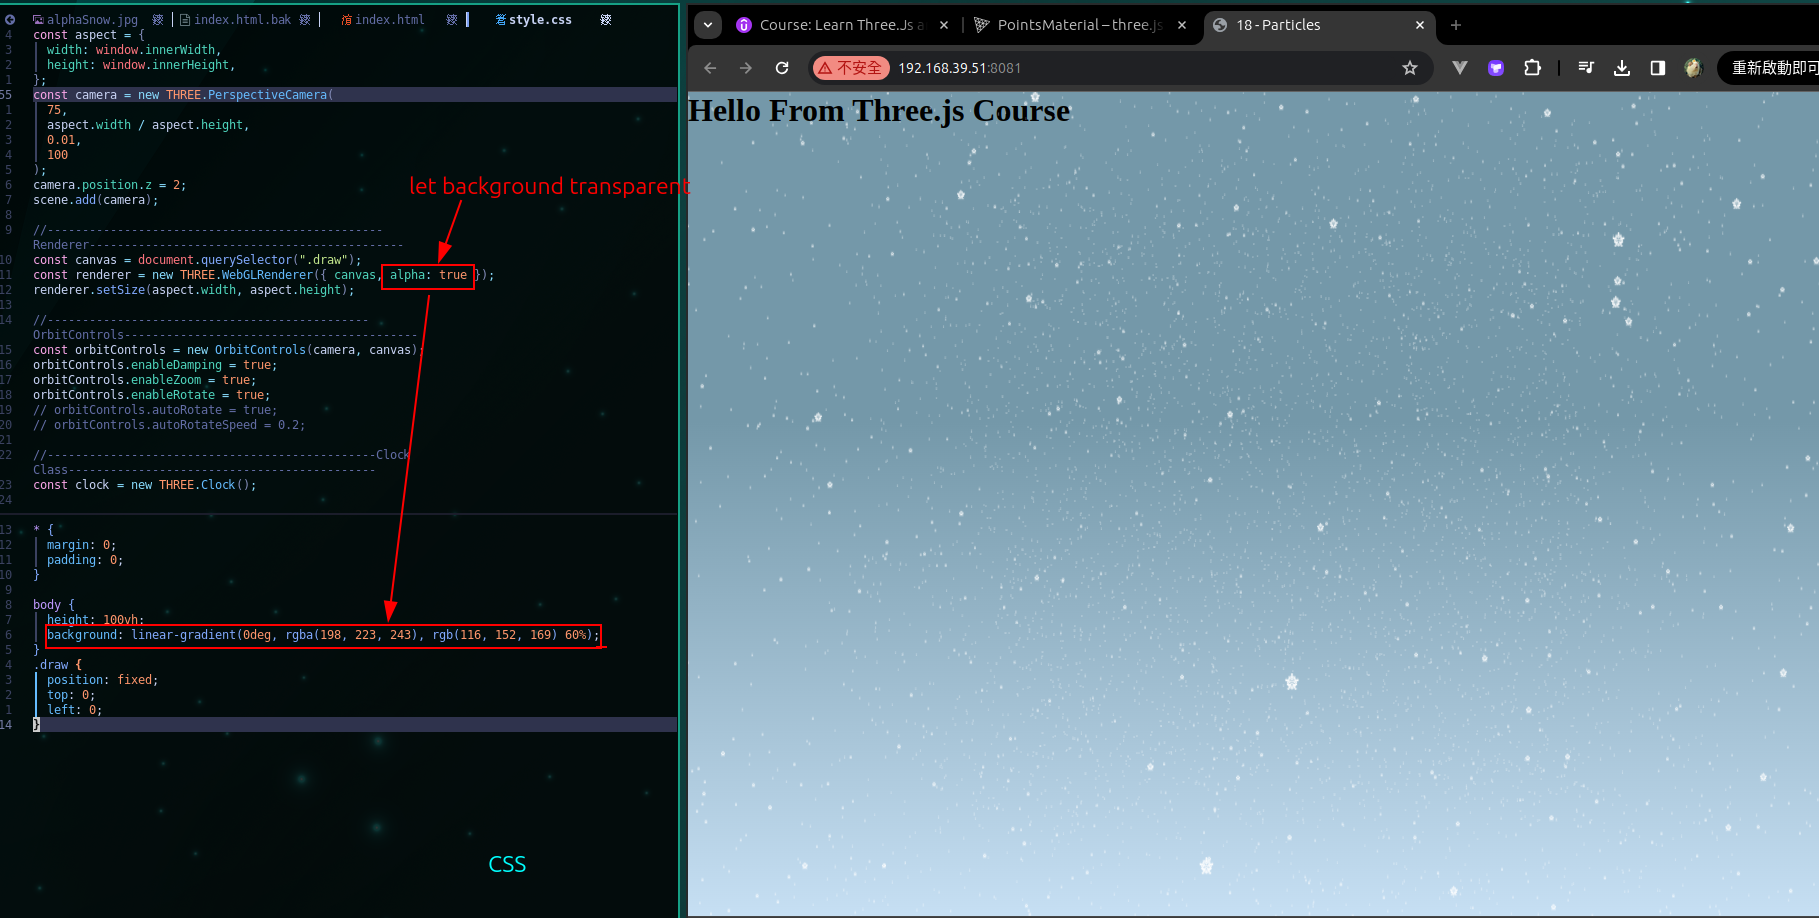 alphaSnow.jpg index.html.bak index.html style.css
4 const aspect = {
3 width: window.innerWidth,
2 height: window.innerHeight,
1 };
55 const camera = new THREE.PerspectiveCamera(
1 75,
2 aspect.width / aspect.height,
3 0.01,
4 100
5 );
6 camera.position.z = 2;
7 scene.add(camera);
8
9 //------------------------------------------------
Renderer---------------------------------------------
10 const canvas = document.querySelector(".draw");
11 const renderer = new THREE.WebGLRenderer({ canvas, alpha: true });
12 renderer.setSize(aspect.width, aspect.height);
13
14 //----------------------------------------------
OrbitControls------------------------------------------
15 const orbitControls = new OrbitControls(camera, canvas);
16 orbitControls.enableDamping = true;
17 orbitControls.enableZoom = true;
18 orbitControls.enableRotate = true;
19 // orbitControls.autoRotate = true;
20 // orbitControls.autoRotateSpeed = 0.2;
21
22 //-----------------------------------------------Clock
Class--------------------------------------------
23 const clock = new THREE.Clock();
24
let background transparent
13 * {
12 margin: 0;
11 padding: 0;
10 }
9
8 body {
7 height: 100vh;
6 background: linear-gradient(0deg, rgba(198, 223, 243), rgb(116, 152, 169) 60%);
5 }
4 .draw {
3 position: fixed;
2 top: 0;
1 left: 0;
14 }
CSS
Course: Learn Three.Js a PointsMaterial – three.js 18 - Particles
不安全 192.168.39.51:8081 重新啟動即可
Hello From Three.js Course